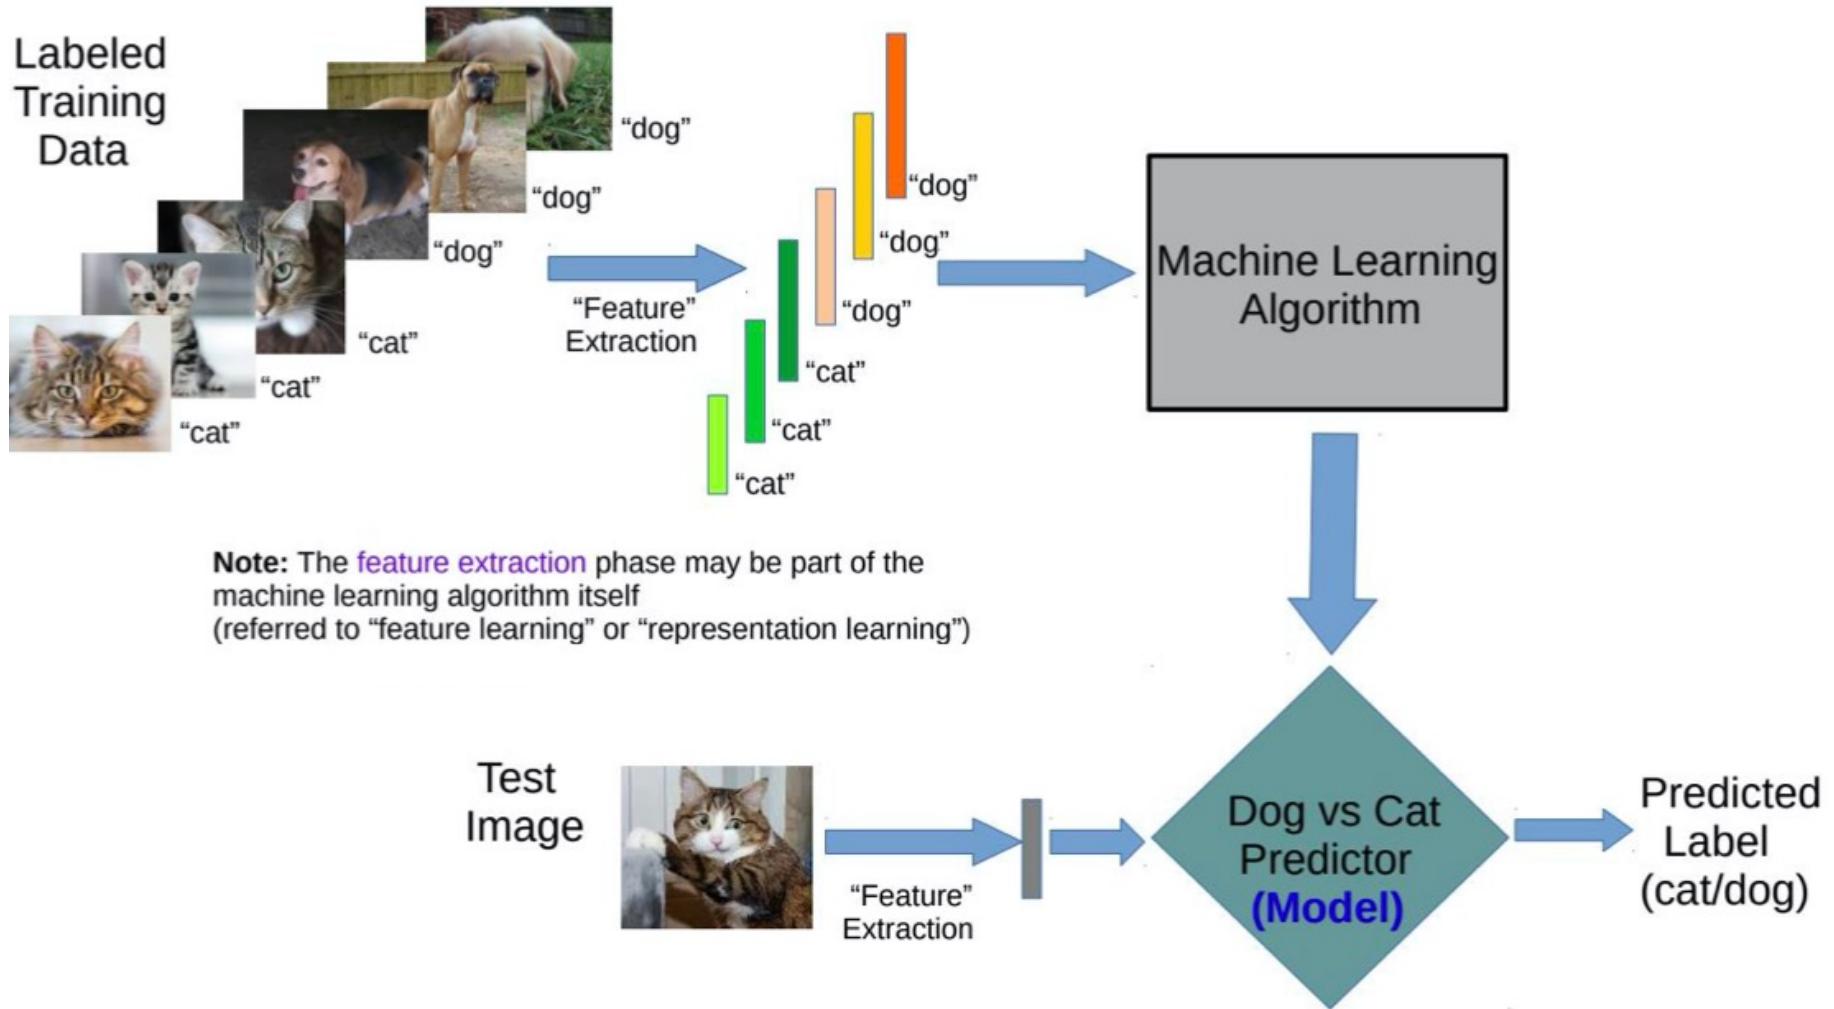 Labeled
Training
Data
“dog”
“dog”
“dog”
“cat”
“cat”
“cat”
“Feature”
Extraction
“dog”
“dog”
“dog”
“cat”
“cat”
“cat”
Machine Learning
Algorithm
Note: The feature extraction phase may be part of the
machine learning algorithm itself
(referred to “feature learning” or “representation learning”)
Test
Image
“Feature”
Extraction
Dog vs Cat
Predictor
(Model)
Predicted
Label
(cat/dog)